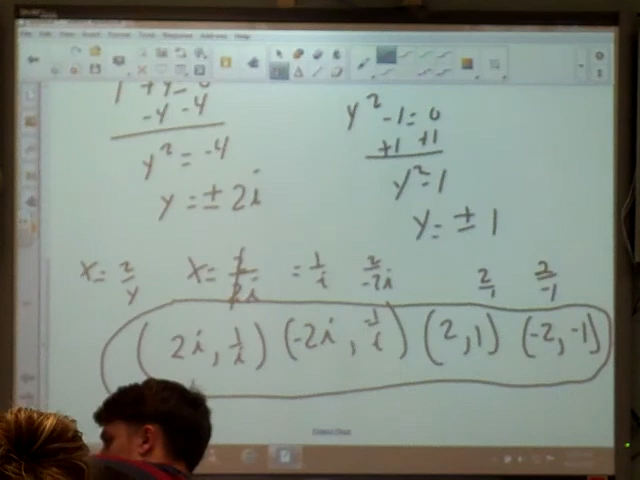 -4 -4
y² = -4
y = ± 2i
y² - 1 = 0
+1 +1
y² = 1
y = ± 1
x = 2/y x = 2/2i = 1/i 2/-2i 2/1 2/-1
(2i, 1/i) (-2i, -1/i) (2, 1) (-2, -1)